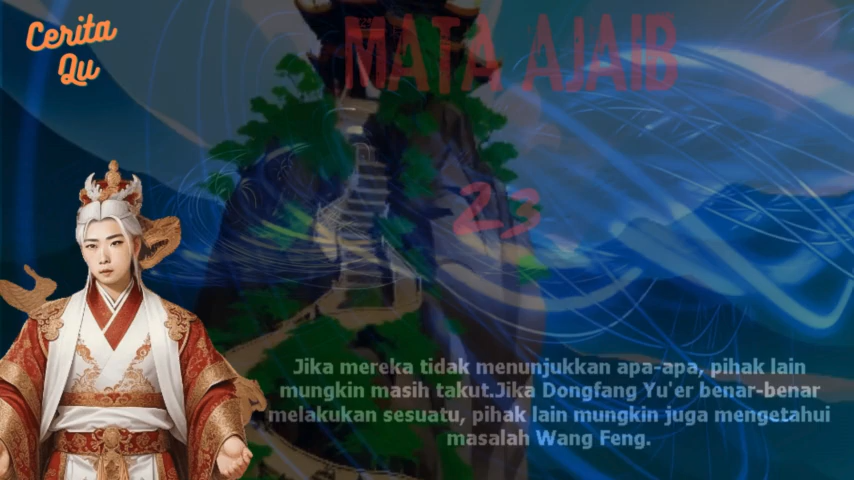 Cerita
Qu
MATA AJAIB
23
Jika mereka tidak menunjukkan apa-apa, pihak lain
mungkin masih takut.Jika Dongfang Yu'er benar-benar
melakukan sesuatu, pihak lain mungkin juga mengetahui
masalah Wang Feng.